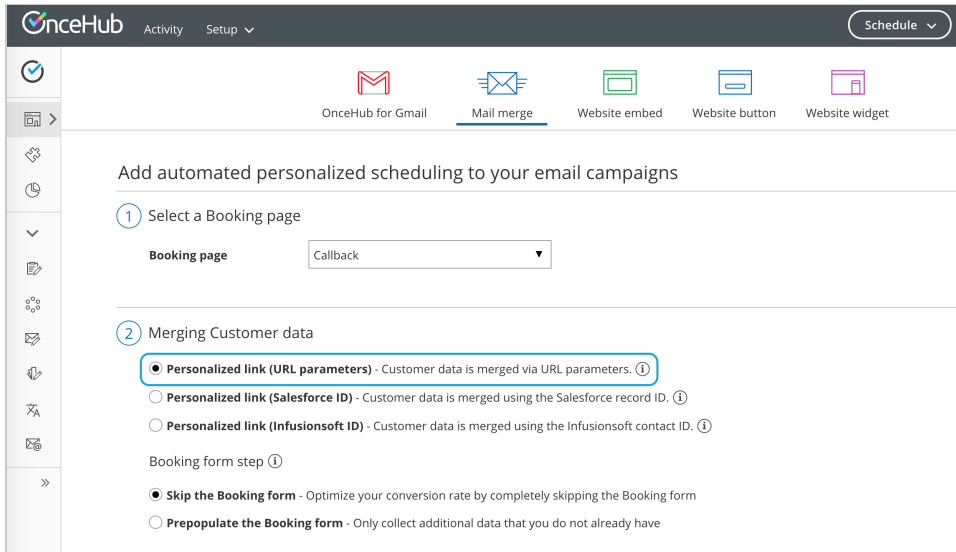 OnceHub Activity Setup Schedule
OnceHub for Gmail Mail merge Website embed Website button Website widget
Add automated personalized scheduling to your email campaigns
1 Select a Booking page
Booking page Callback
2 Merging Customer data
Personalized link (URL parameters) - Customer data is merged via URL parameters. i
Personalized link (Salesforce ID) - Customer data is merged using the Salesforce record ID. i
Personalized link (Infusionsoft ID) - Customer data is merged using the Infusionsoft contact ID. i
Booking form step i
Skip the Booking form - Optimize your conversion rate by completely skipping the Booking form
Prepopulate the Booking form - Only collect additional data that you do not already have